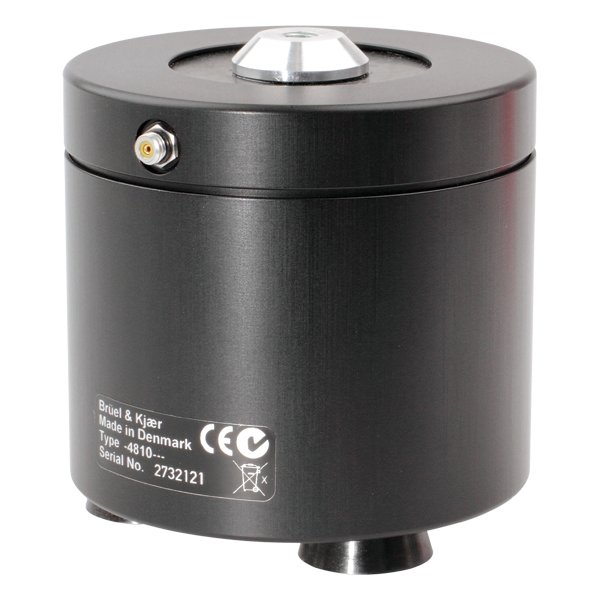 Brüel & Kjær
Made in Denmark
Type -4810---
Serial No. 2732121
CE
X